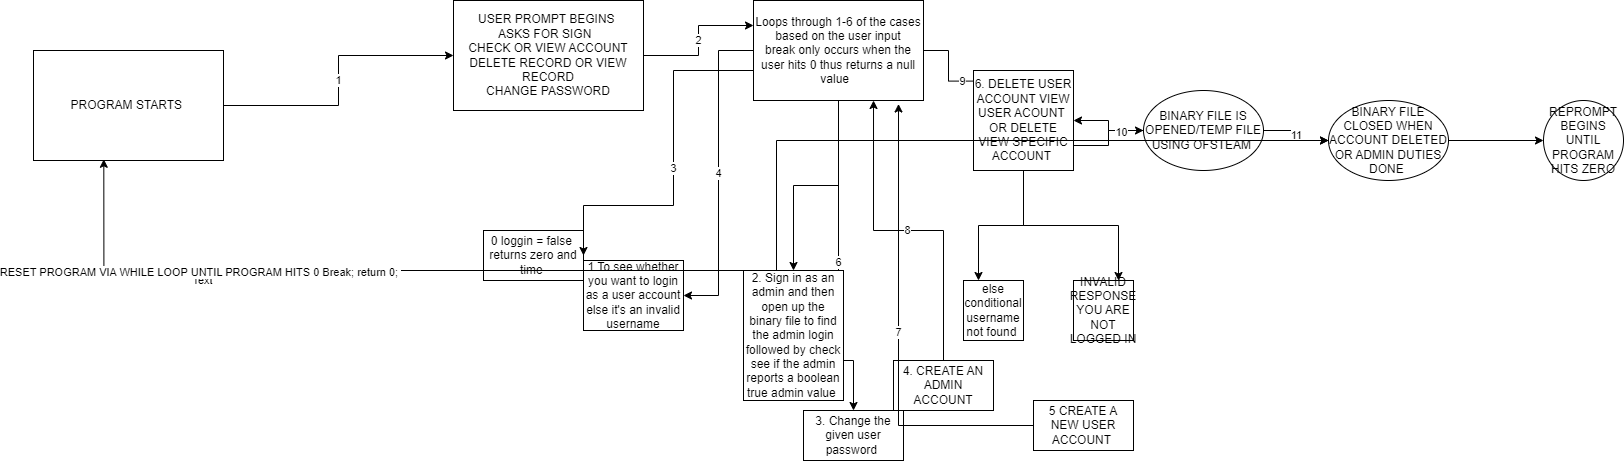 PROGRAM STARTS
1
USER PROMPT BEGINS
ASKS FOR SIGN
CHECK OR VIEW ACCOUNT
DELETE RECORD OR VIEW
RECORD
CHANGE PASSWORD
2
Loops through 1-6 of the cases
based on the user input
break only occurs when the
user hits 0 thus returns a null
value
3
4
9
6. DELETE USER
ACCOUNT VIEW
USER ACOUNT
OR DELETE
VIEW SPECIFIC
ACCOUNT
10
BINARY FILE IS
OPENED/TEMP FILE
USING OFSTEAM
11
BINARY FILE
CLOSED WHEN
ACCOUNT DELETED
OR ADMIN DUTIES
DONE
REPROMPT
BEGINS
UNTIL
PROGRAM
HITS ZERO
0 loggin = false
returns zero and
time
RESET PROGRAM VIA WHILE LOOP UNTIL PROGRAM HITS 0 Break; return 0;
Text
1 To see whether
you want to login
as a user account
else it's an invalid
username
6
8
7
2. Sign in as an
admin and then
open up the
binary file to find
the admin login
followed by check
see if the admin
reports a boolean
true admin value
else
conditional
username
not found
INVALID
RESPONSE
YOU ARE
NOT
LOGGED IN
4. CREATE AN
ADMIN
ACCOUNT
3. Change the
given user
password
5 CREATE A
NEW USER
ACCOUNT